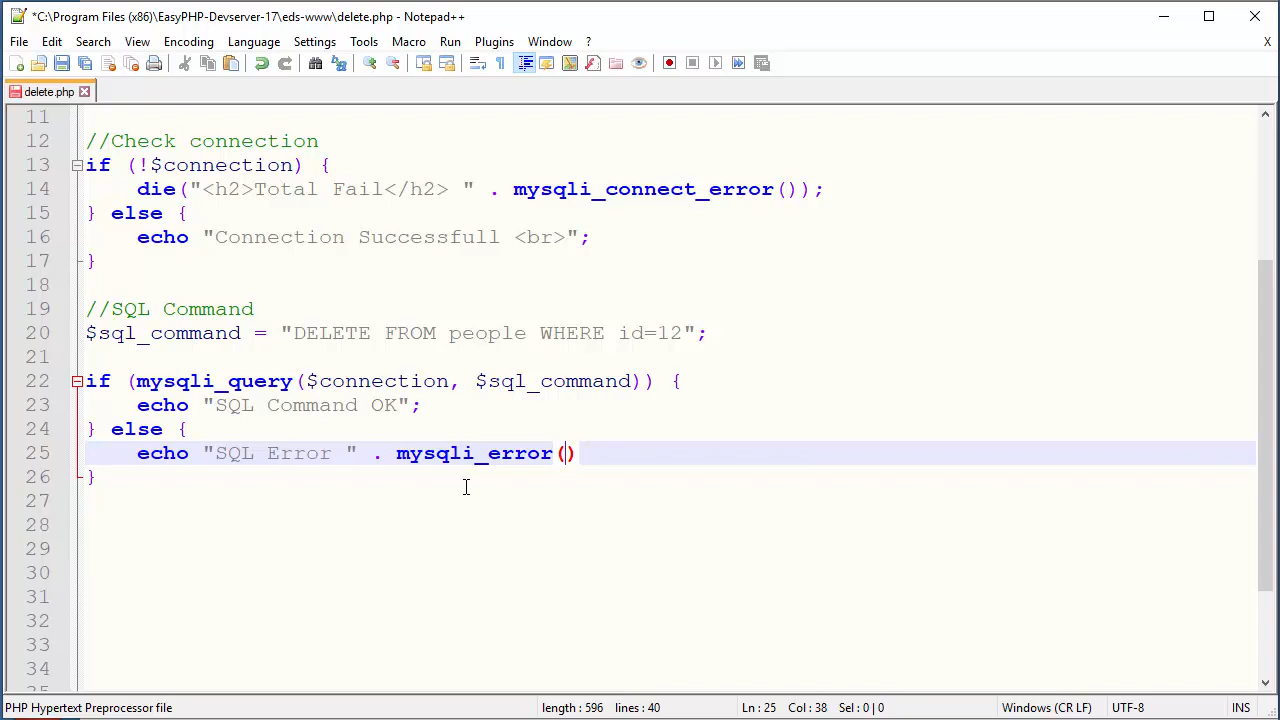 *C:\Program Files (x86)\EasyPHP-Devserver-17\eds-www\delete.php - Notepad++
File Edit Search View Encoding Language Settings Tools Macro Run Plugins Window ? X
delete.php
11
12 //Check connection
13 if (!$connection) {
14 die("<h2>Total Fail</h2> " . mysqli_connect_error());
15 } else {
16 echo "Connection Successfull <br>";
17 }
18
19 //SQL Command
20 $sql_command = "DELETE FROM people WHERE id=12";
21
22 if (mysqli_query($connection, $sql_command)) {
23 echo "SQL Command OK";
24 } else {
25 echo "SQL Error " . mysqli_error()
26 }
27
28
29
30
31
32
33
34
PHP Hypertext Preprocessor file length : 596 lines : 40 Ln : 25 Col : 38 Sel : 0 | 0 Windows (CR LF) UTF-8 INS